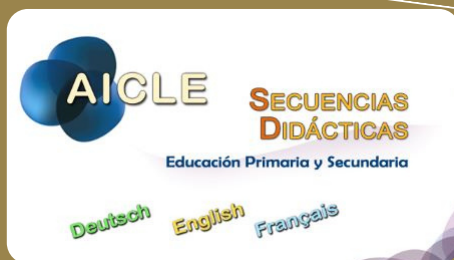 AICLE
SECUENCIAS
DIDÁCTICAS
Educación Primaria y Secundaria
Deutsch English Français